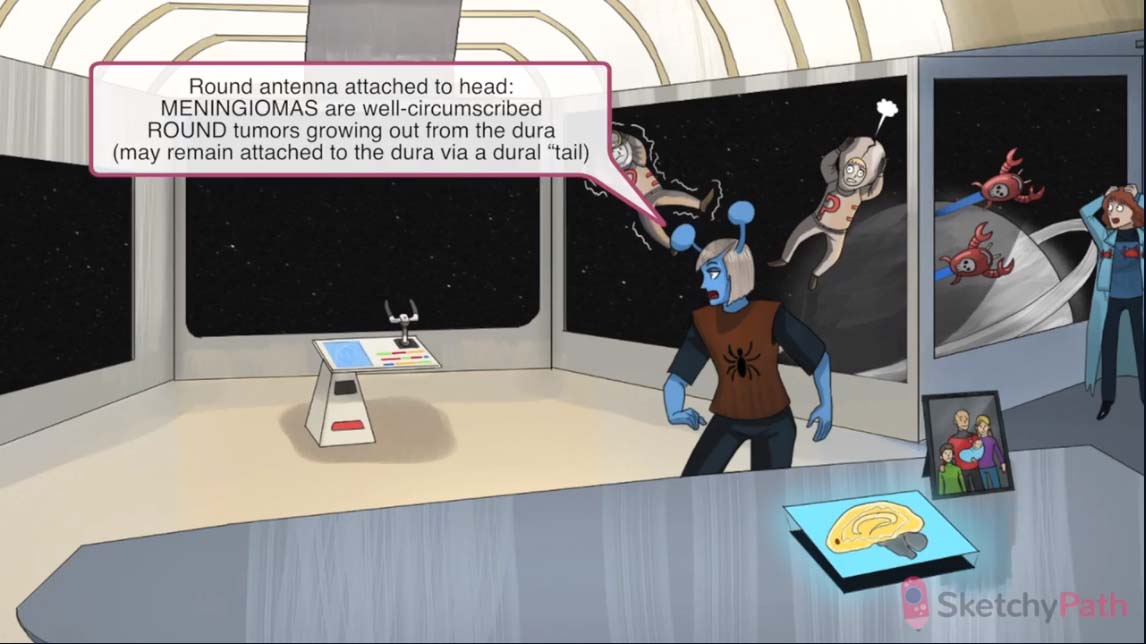 Round antenna attached to head:
MENINGIOMAS are well-circumscribed
ROUND tumors growing out from the dura
(may remain attached to the dura via a dural “tail)
P
P
SketchyPath